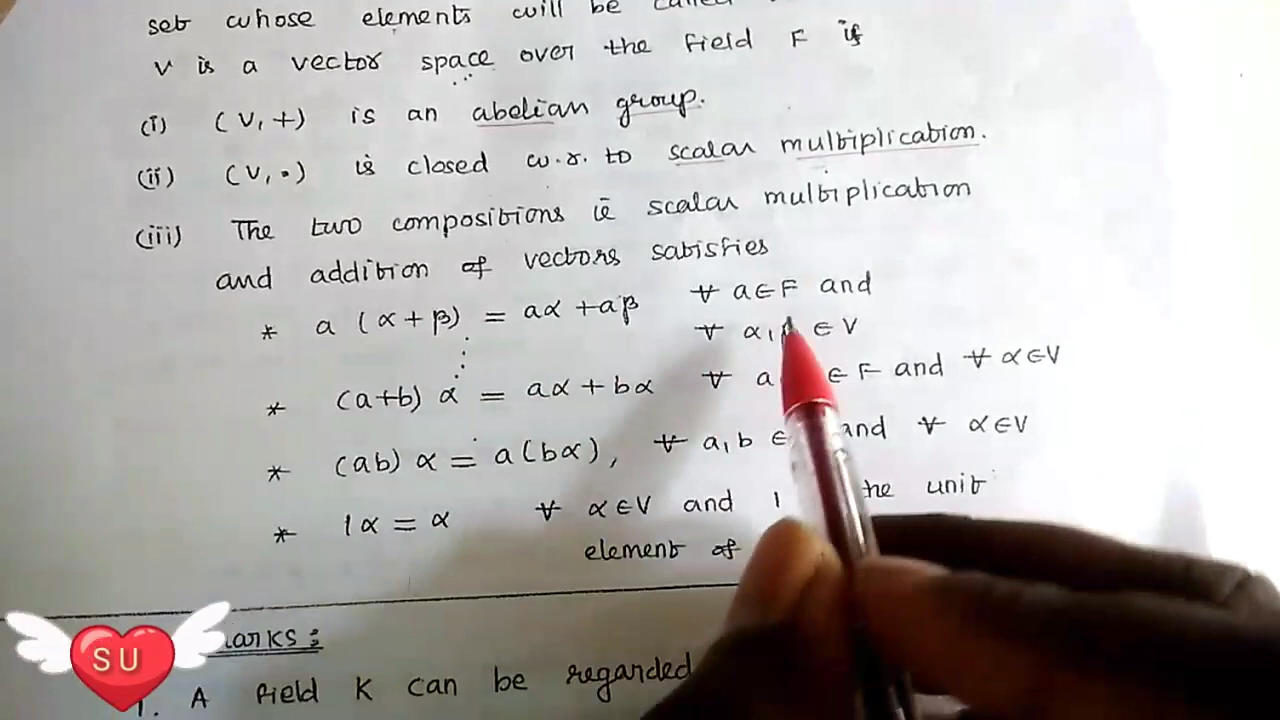 set whose elements will be
V is a vector space over the field F if
(i) (V, +) is an abelian group.
(ii) (V, •) is closed w.r. to scalar multiplication.
(iii) The two compositions ie scalar multiplication
and addition of vectors satisfies
* a (α + β) = aα + aβ ∀ a∈F and
∀ α, ∈ V
* (a+b) α = aα + bα ∀ a ∈ F and ∀ α∈V
* (ab) α = a(bα), ∀ a, b ∈ and ∀ α∈V
* 1α = α ∀ α∈V and 1 the unit
element of
SU
1. A field K can be regarded